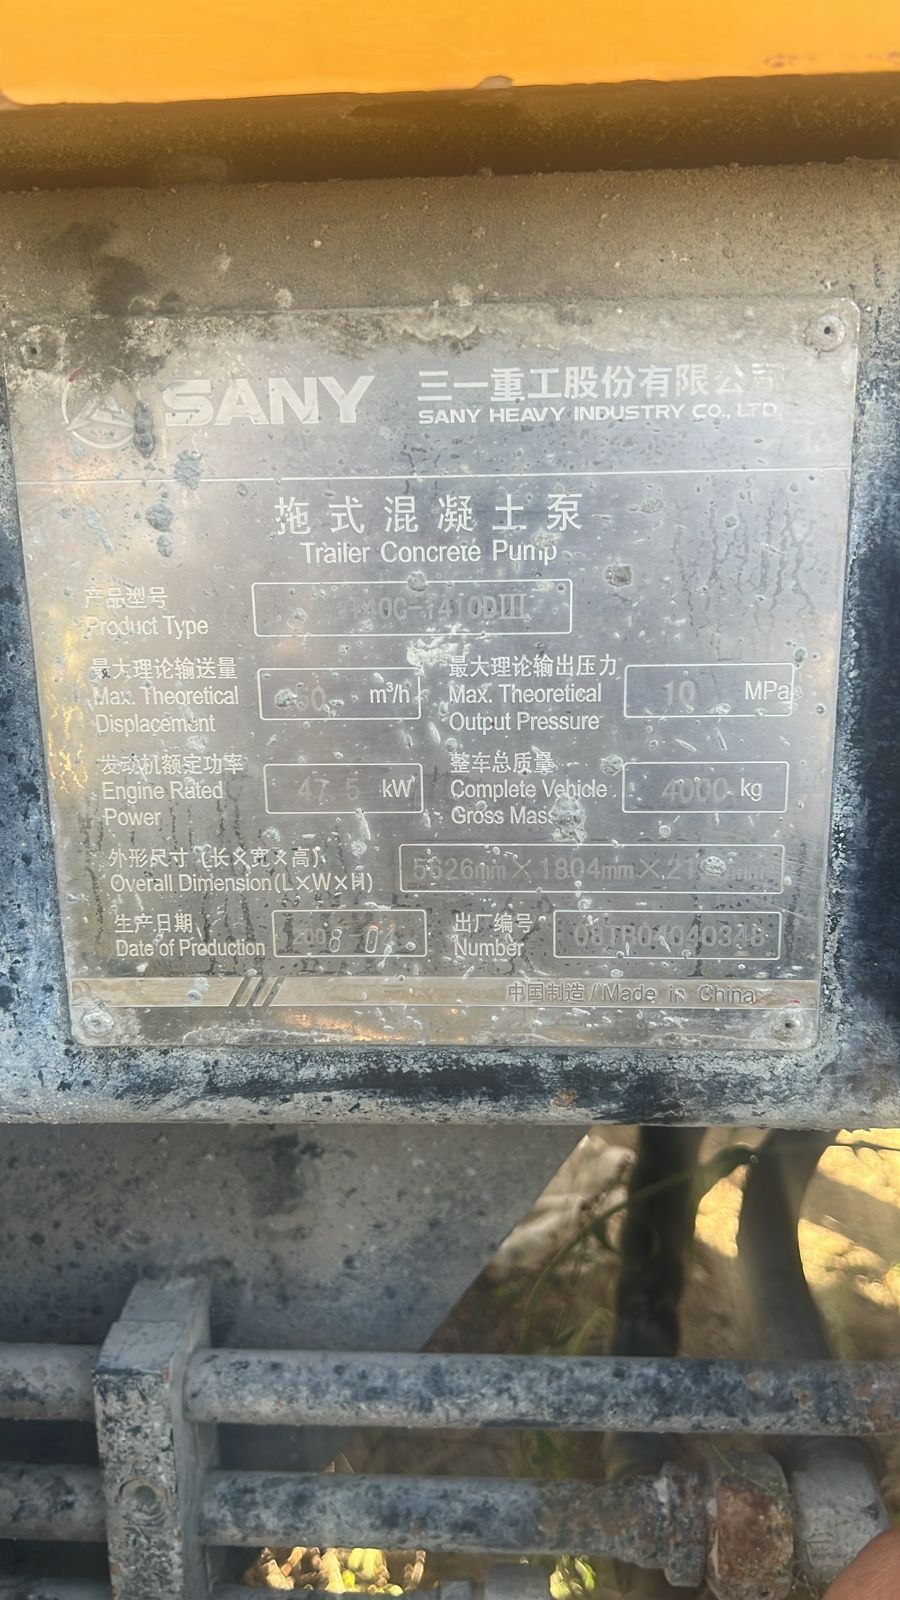 SANY 三一重工股份有限公司
SANY HEAVY INDUSTRY CO., LTD.
拖式混凝土泵
Trailer Concrete Pump
产品型号
Product Type
最大理论输送量
Max. Theoretical
Displacement
m³/h
最大理论输出压力
Max. Theoretical
Output Pressure
10 MPa
发动机额定功率
Engine Rated
Power
47.5 kW
整车总质量
Complete Vehicle
Gross Mass
4000 kg
外形尺寸(长×宽×高)
Overall Dimension(L×W×H)
5626mm×1804mm×
生产日期
Date of Production
出厂编号
Number
中国制造/Made in China